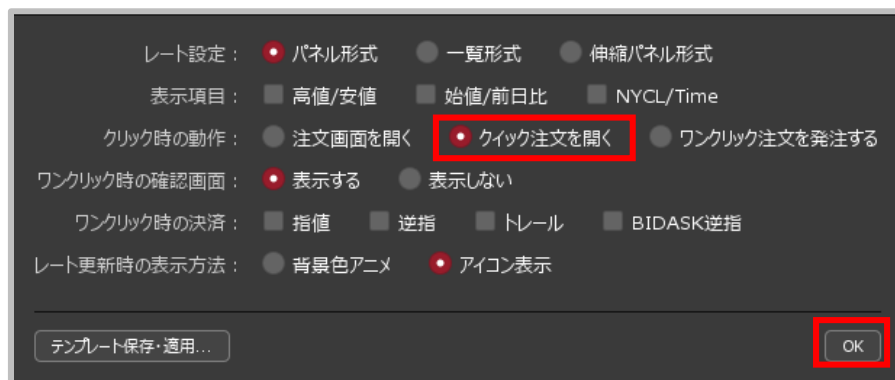 レート設定： パネル形式 一覧形式 伸縮パネル形式
表示項目： 高値/安値 始値/前日比 NYCL/Time
クリック時の動作： 注文画面を開く クイック注文を開く ワンクリック注文を発注する
ワンクリック時の確認画面： 表示する 表示しない
ワンクリック時の決済： 指値 逆指 トレール BIDASK逆指
レート更新時の表示方法： 背景色アニメ アイコン表示
テンプレート保存・適用... OK